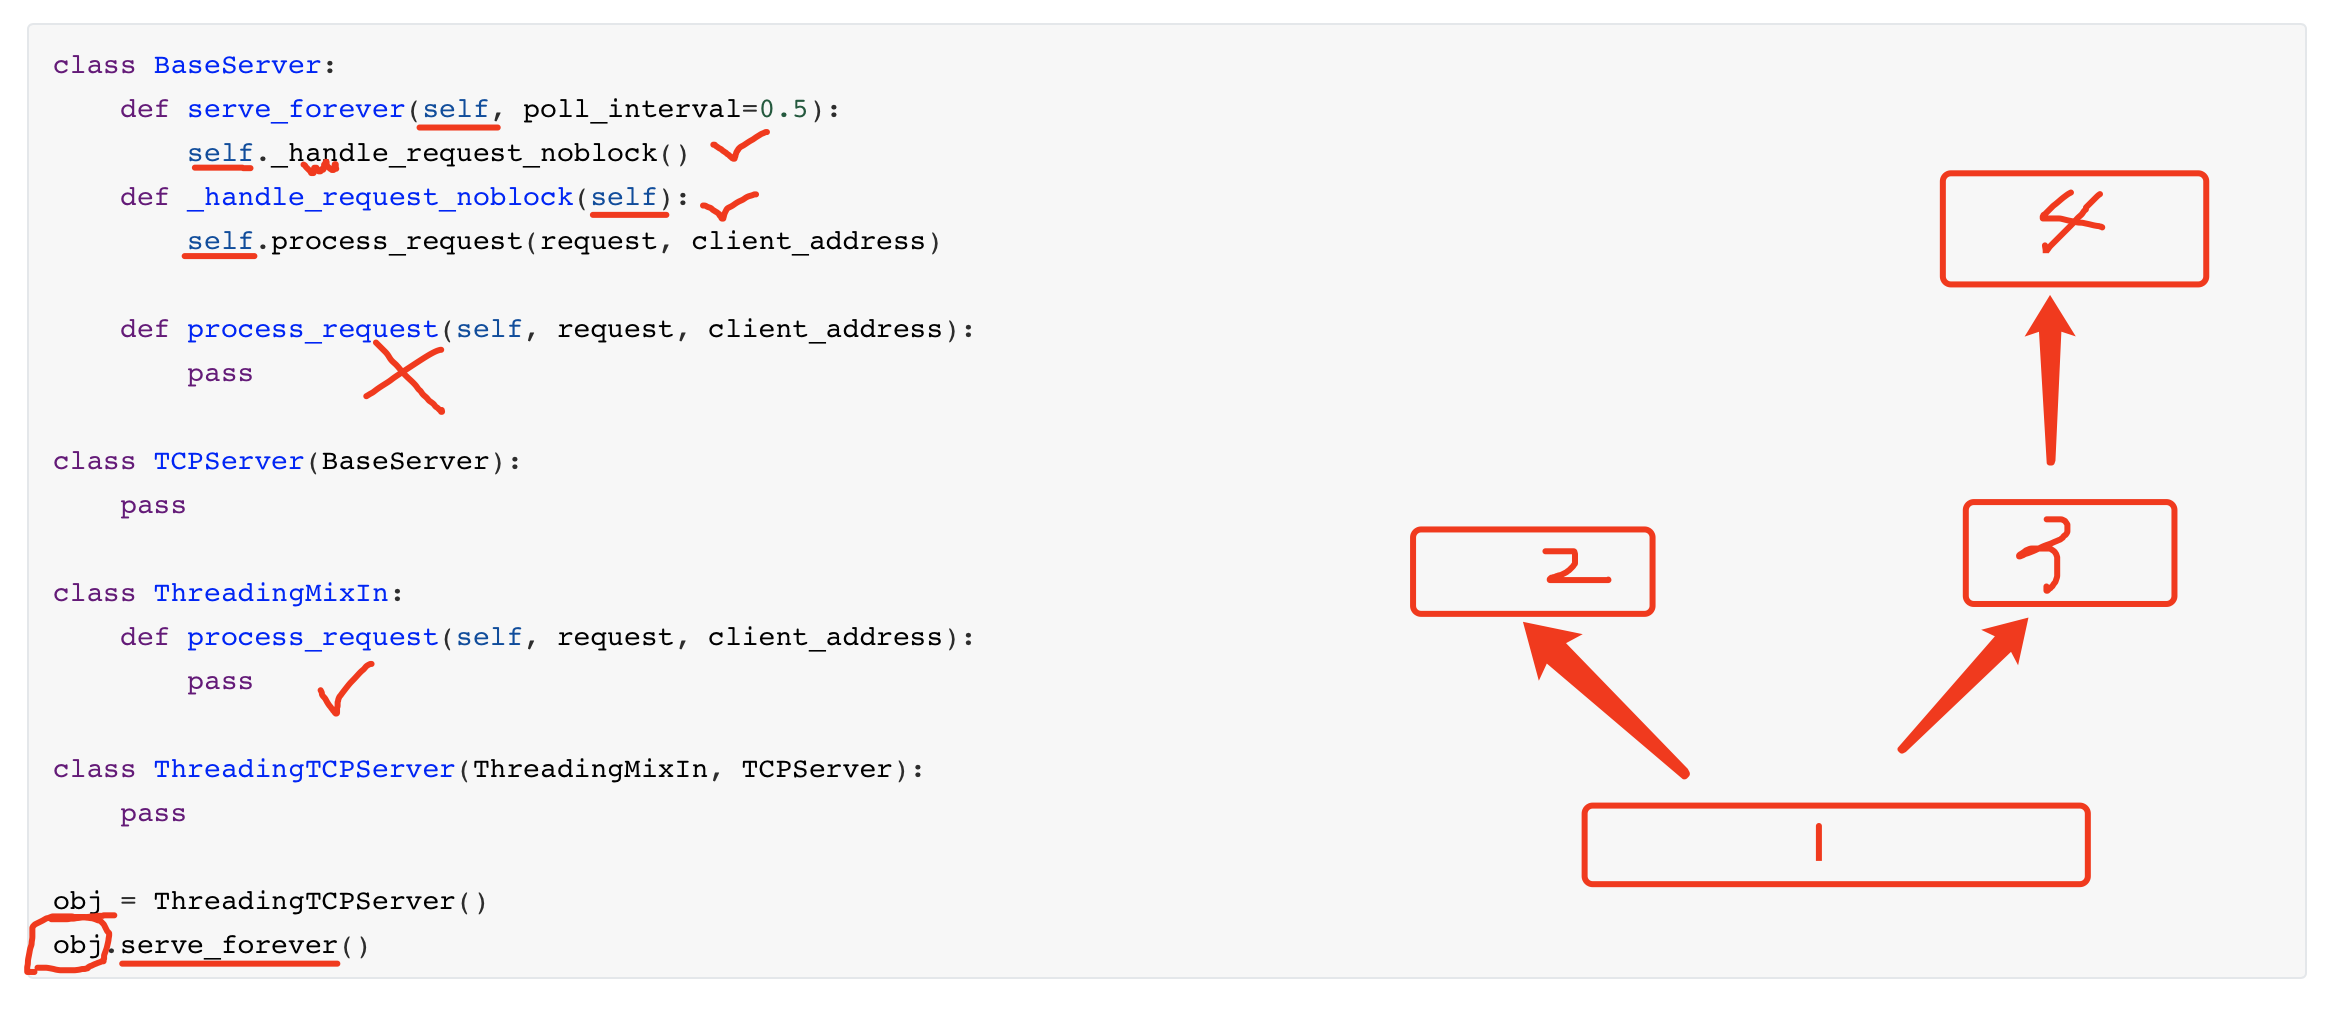 class BaseServer:
    def serve_forever(self, poll_interval=0.5):
        self._handle_request_noblock()
    def _handle_request_noblock(self):
        self.process_request(request, client_address)
    def process_request(self, request, client_address):
        pass
class TCPServer(BaseServer):
    pass
class ThreadingMixIn:
    def process_request(self, request, client_address):
        pass
class ThreadingTCPServer(ThreadingMixIn, TCPServer):
    pass
obj = ThreadingTCPServer()
obj.serve_forever()
4
2
3
1